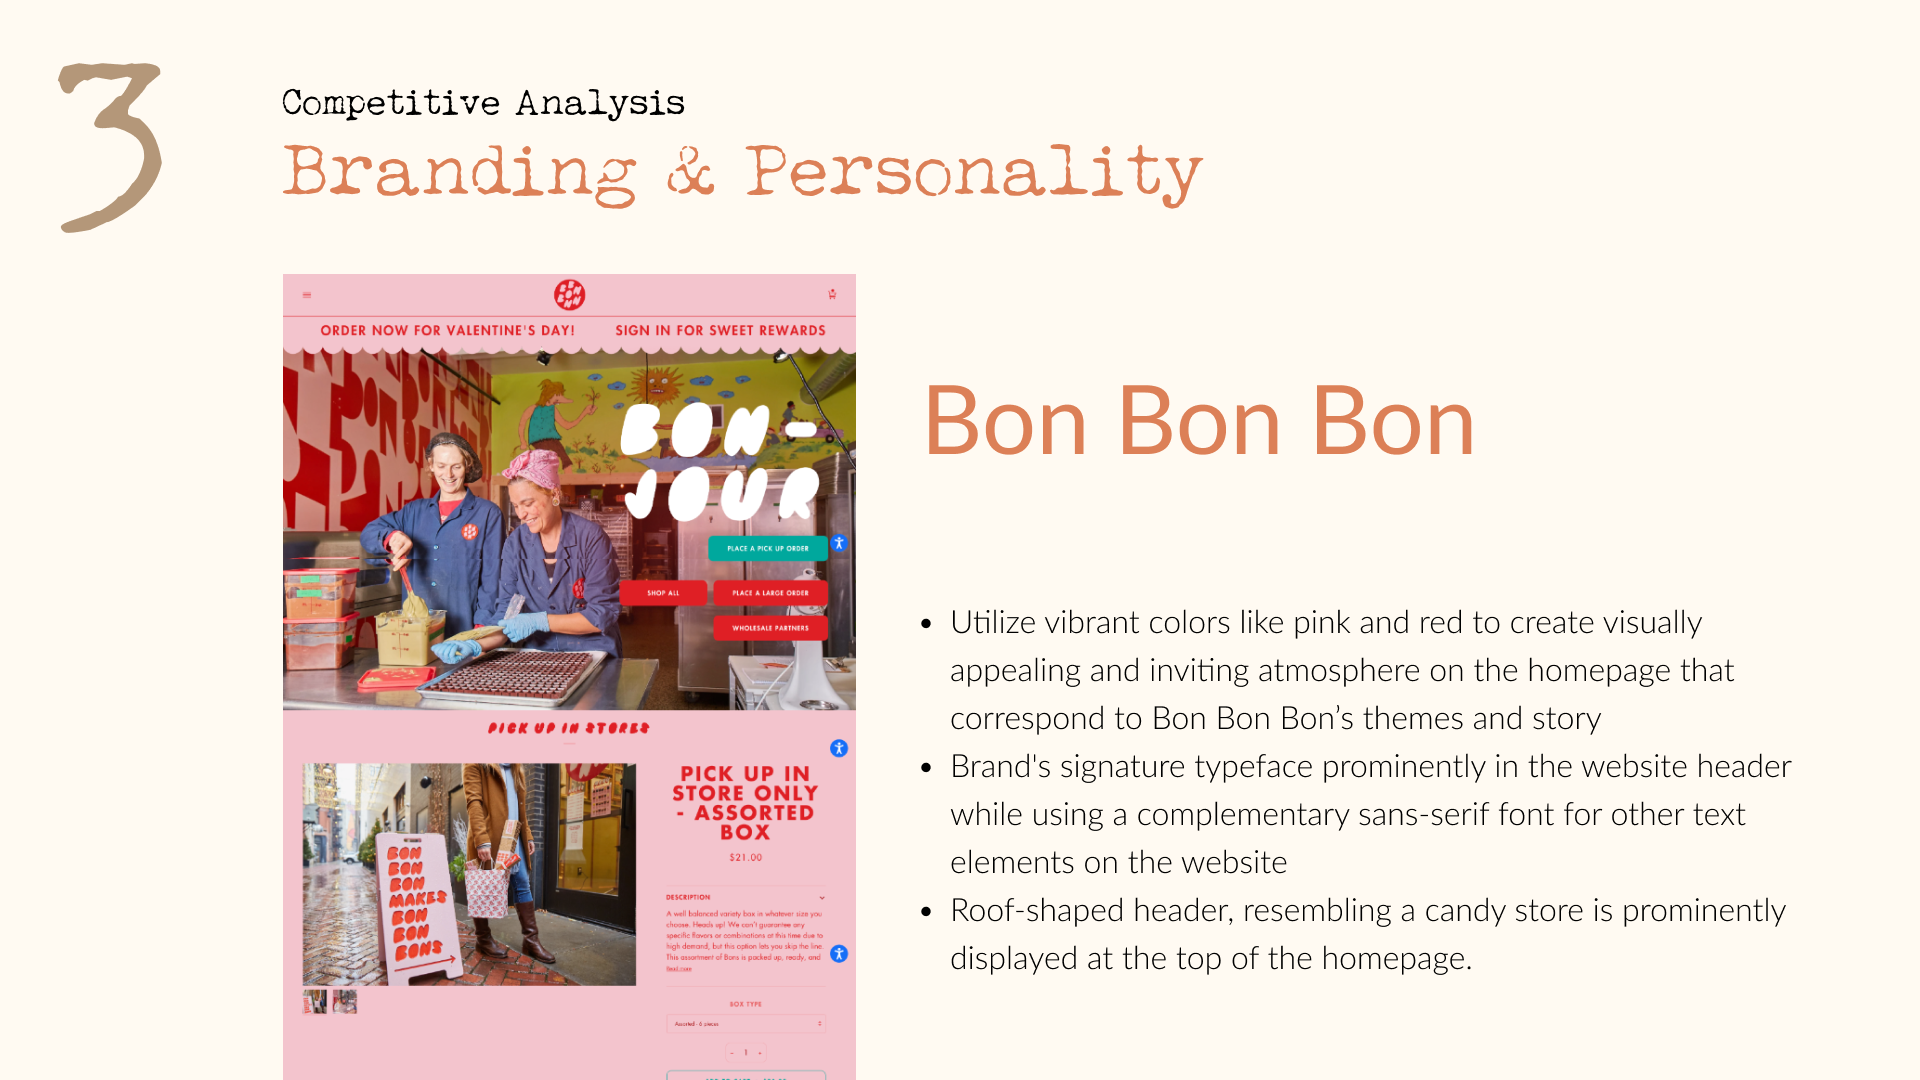 3
Competitive Analysis
Branding & Personality
BON
BON
BON
ORDER NOW FOR VALENTINE'S DAY! SIGN IN FOR SWEET REWARDS
BON-
JOUR
PLACE A PICK UP ORDER
SHOP ALL
PLACE A LARGE ORDER
WHOLESALE PARTNERS
PICK UP IN STORES
BON
BON
BON
MAKES
BON
BON
BONS
PICK UP IN
STORE ONLY
- ASSORTED
BOX
$21.00
DESCRIPTION
A well balanced variety box in whatever size you
choose. Heads up! We can't guarantee any
specific flavors or combinations at this time due to
high demand, but this option lets you skip the line.
This assortment of Bons is packed up, ready, and
Read more
BOX TYPE
Assorted - 6 pieces
- 1 +
Bon Bon Bon
• Utilize vibrant colors like pink and red to create visually
appealing and inviting atmosphere on the homepage that
correspond to Bon Bon Bon’s themes and story
• Brand's signature typeface prominently in the website header
while using a complementary sans-serif font for other text
elements on the website
• Roof-shaped header, resembling a candy store is prominently
displayed at the top of the homepage.